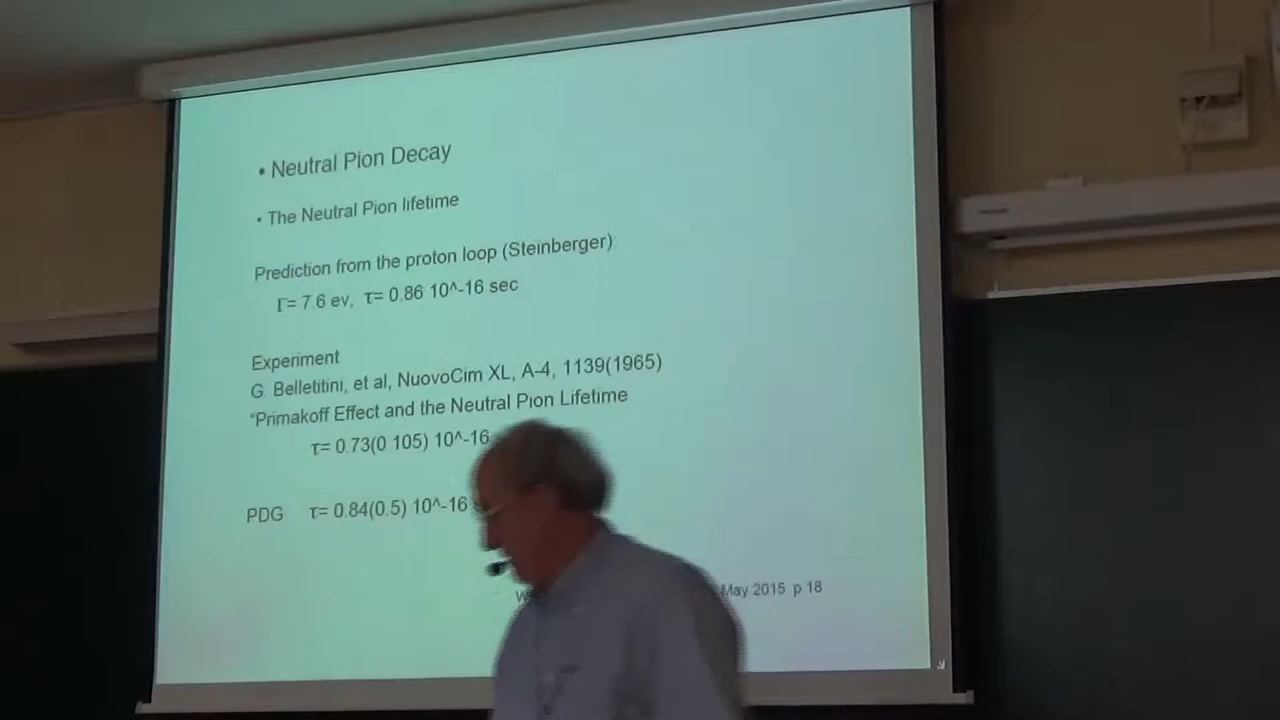 • Neutral Pion Decay
• The Neutral Pion lifetime
Prediction from the proton loop (Steinberger)
Γ= 7.6 ev, τ= 0.86 10^-16 sec
Experiment
G. Belletitini, et al, NuovoCim XL, A-4, 1139(1965)
“Primakoff Effect and the Neutral Pion Lifetime
τ= 0.73(0 105) 10^-16
PDG τ= 0.84(0.5) 10^-16
May 2015 p 18